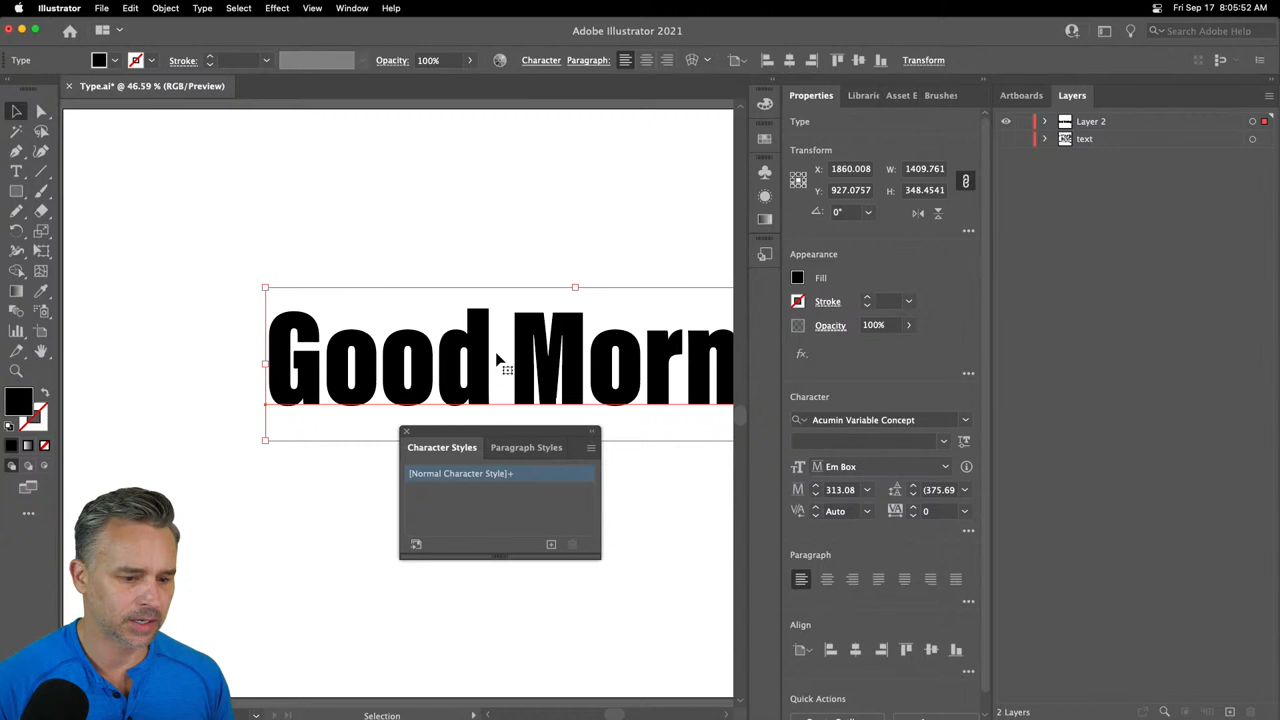 Illustrator File Edit Object Type Select Effect View Window Help Fri Sep 17 8:05:52 AM
Adobe Illustrator 2021 Search Adobe Help
Type Stroke: Opacity: 100% Character Paragraph: Transform
Type.ai* @ 46.59 % (RGB/Preview)
Properties Librarie Asset E Brushes Artboards Layers
Type
Layer 2
text
Transform
X: 1860.008 W: 1409.761
Y: 927.0757 H: 348.4541
0°
Appearance
Fill
Stroke
Opacity 100%
fx.
Good Morn
Character
Acumin Variable Concept
Character Styles Paragraph Styles
[Normal Character Style]+
Em Box
313.08 (375.69
Auto 0
Paragraph
Align
Quick Actions
2 Layers
Selection